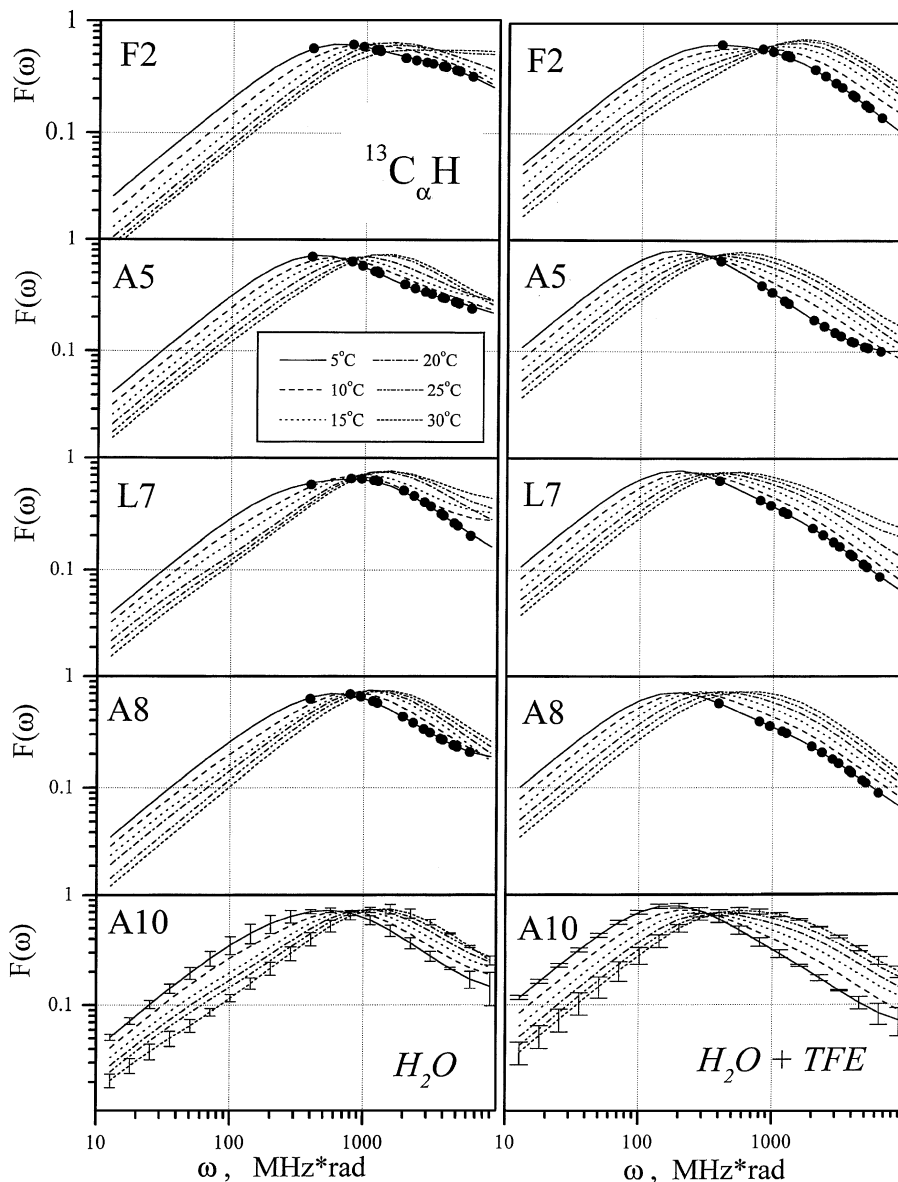 1
F2
F(ω)
0.1
¹³CαH
F2
1
A5
F(ω)
0.1
5°C
20°C
10°C
25°C
15°C
30°C
A5
1
L7
F(ω)
0.1
L7
1
A8
F(ω)
0.1
A8
1
A10
F(ω)
0.1
H₂O
A10
H₂O + TFE
10
100
1000
10
100
1000
ω , MHz*rad
ω , MHz*rad